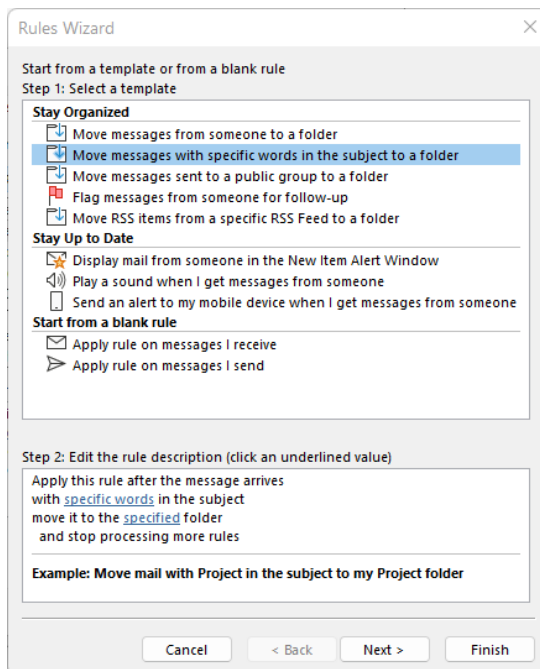 Rules Wizard
Start from a template or from a blank rule
Step 1: Select a template
Stay Organized
Move messages from someone to a folder
Move messages with specific words in the subject to a folder
Move messages sent to a public group to a folder
Flag messages from someone for follow-up
Move RSS items from a specific RSS Feed to a folder
Stay Up to Date
Display mail from someone in the New Item Alert Window
Play a sound when I get messages from someone
Send an alert to my mobile device when I get messages from someone
Start from a blank rule
Apply rule on messages I receive
Apply rule on messages I send
Step 2: Edit the rule description (click an underlined value)
Apply this rule after the message arrives
with specific words in the subject
move it to the specified folder
and stop processing more rules
Example: Move mail with Project in the subject to my Project folder
Cancel < Back Next > Finish